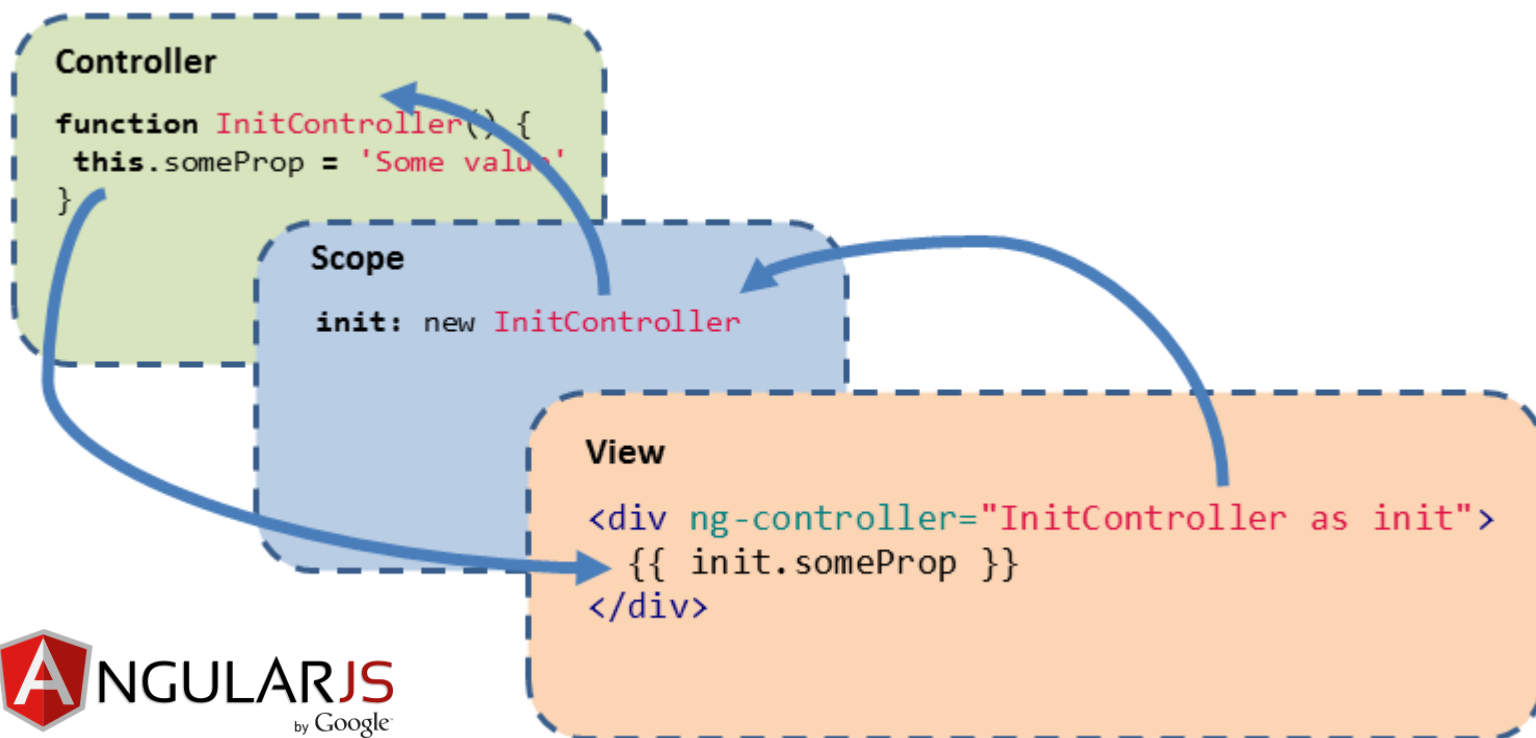 Controller
function InitController() {
this.someProp = 'Some value'
}
Scope
init: new InitController
View
<div ng-controller="InitController as init">
{{ init.someProp }}
</div>
ANGULARJS
by Google